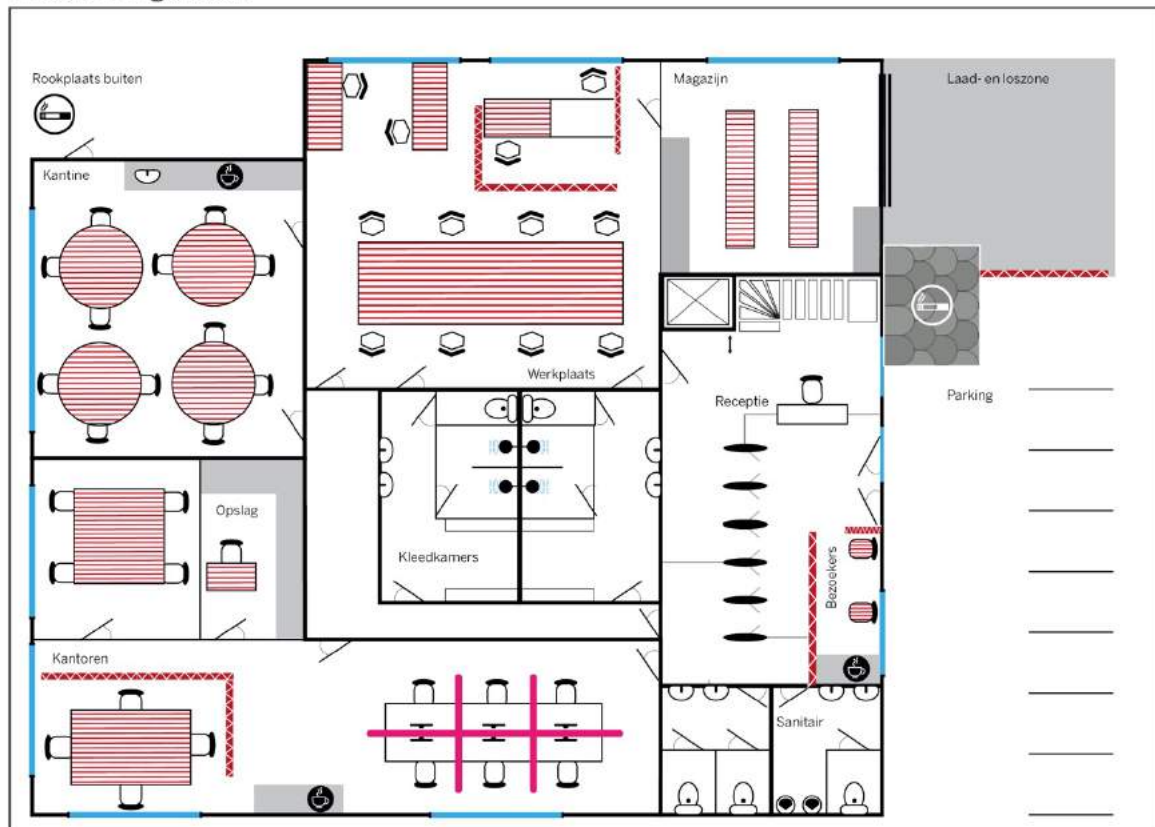 Rookplaats buiten
Magazijn
Laad- en loszone
Kantine
Werkplaats
Receptie
Parking
Opslag
Kleedkamers
Bezoekers
Kantoren
Sanitair